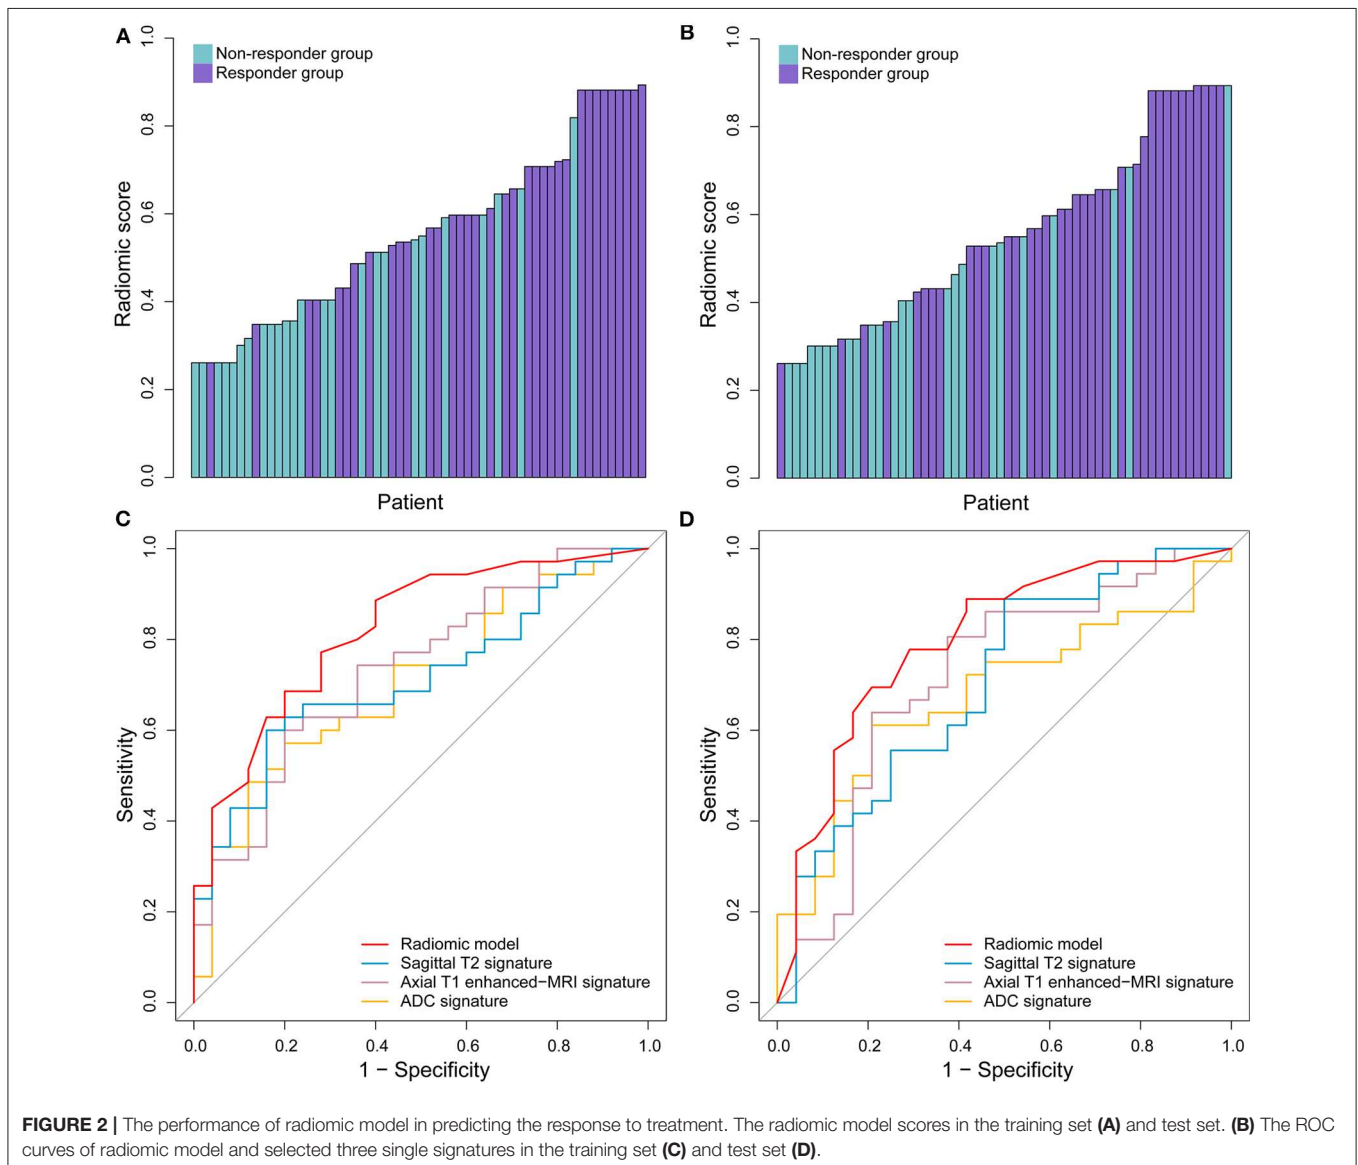 A
B
1.0
0.8
0.6
0.4
0.2
0.0
Radiomic score
Non-responder group
Responder group
Patient
1.0
0.8
0.6
0.4
0.2
0.0
Radiomic score
Non-responder group
Responder group
Patient
C
D
1.0
0.8
0.6
0.4
0.2
0.0
Sensitivity
Radiomic model
Sagittal T2 signature
Axial T1 enhanced−MRI signature
ADC signature
0.0 0.2 0.4 0.6 0.8 1.0
1 − Specificity
1.0
0.8
0.6
0.4
0.2
0.0
Sensitivity
Radiomic model
Sagittal T2 signature
Axial T1 enhanced−MRI signature
ADC signature
0.0 0.2 0.4 0.6 0.8 1.0
1 − Specificity
FIGURE 2 | The performance of radiomic model in predicting the response to treatment. The radiomic model scores in the training set (A) and test set. (B) The ROC
curves of radiomic model and selected three single signatures in the training set (C) and test set (D).